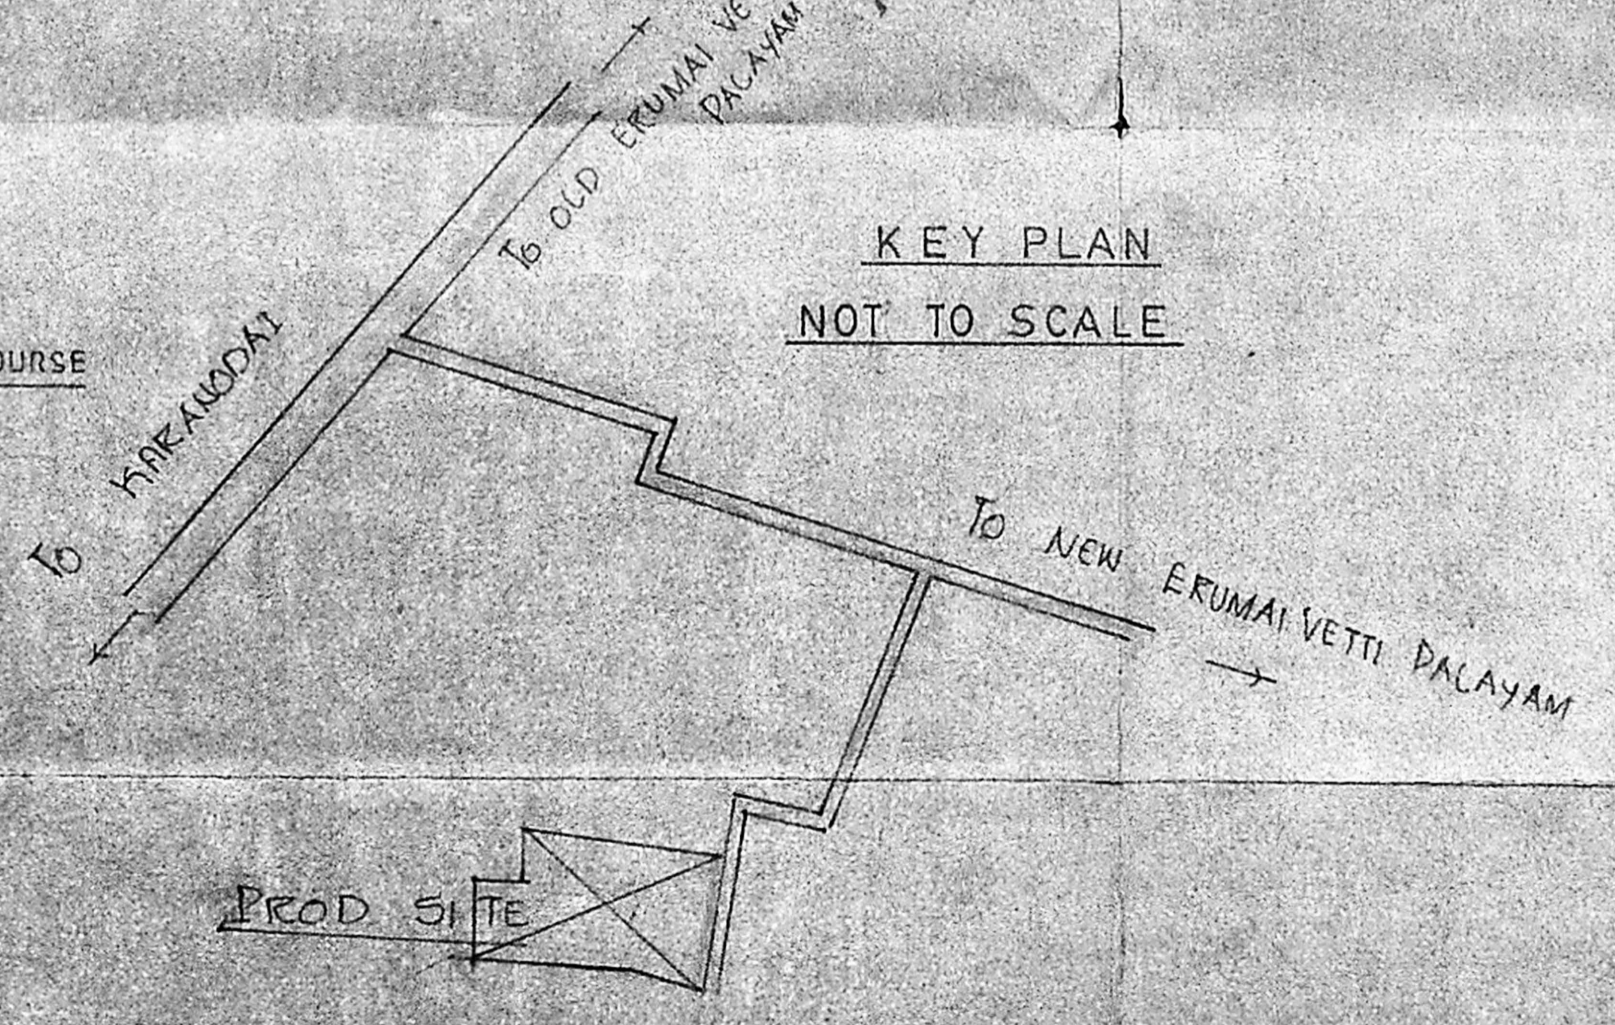 TO OLD ERUMAI VE
PALAYAM
KEY PLAN
NOT TO SCALE
OURSE
TO KARANODAI
TO NEW ERUMAI VETTI PALAYAM
PROD SITE